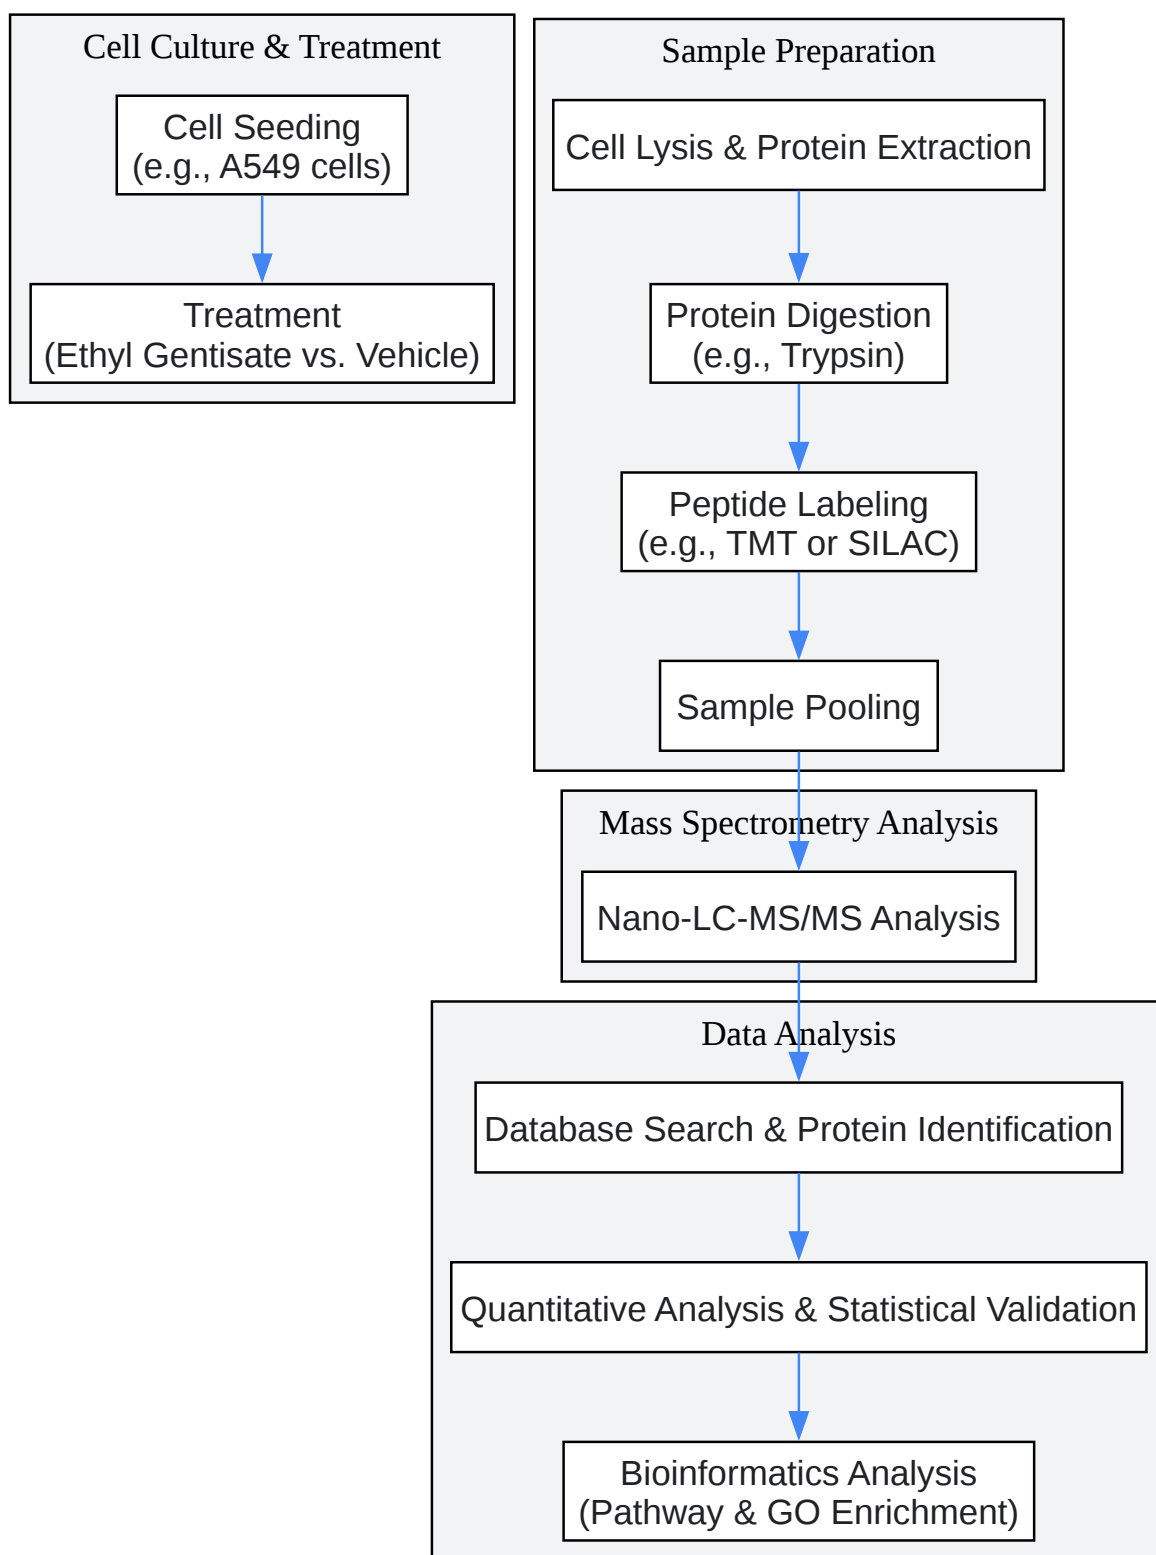 Cell Culture & Treatment
Cell Seeding
(e.g., A549 cells)
Treatment
(Ethyl Gentisate vs. Vehicle)
Sample Preparation
Cell Lysis & Protein Extraction
Protein Digestion
(e.g., Trypsin)
Peptide Labeling
(e.g., TMT or SILAC)
Sample Pooling
Mass Spectrometry Analysis
Nano-LC-MS/MS Analysis
Data Analysis
Database Search & Protein Identification
Quantitative Analysis & Statistical Validation
Bioinformatics Analysis
(Pathway & GO Enrichment)